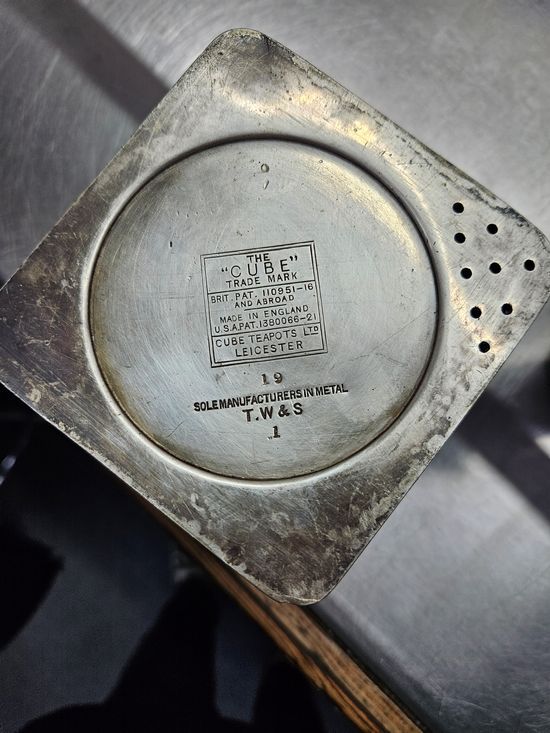 THE
"CUBE"
TRADE MARK
BRIT. PAT. 110951-16
AND ABROAD
MADE IN ENGLAND
U.S.A.PAT.1380066-21
CUBE TEAPOTS LTD
LEICESTER
19
SOLE MANUFACTURERS IN METAL
T.W & S
1